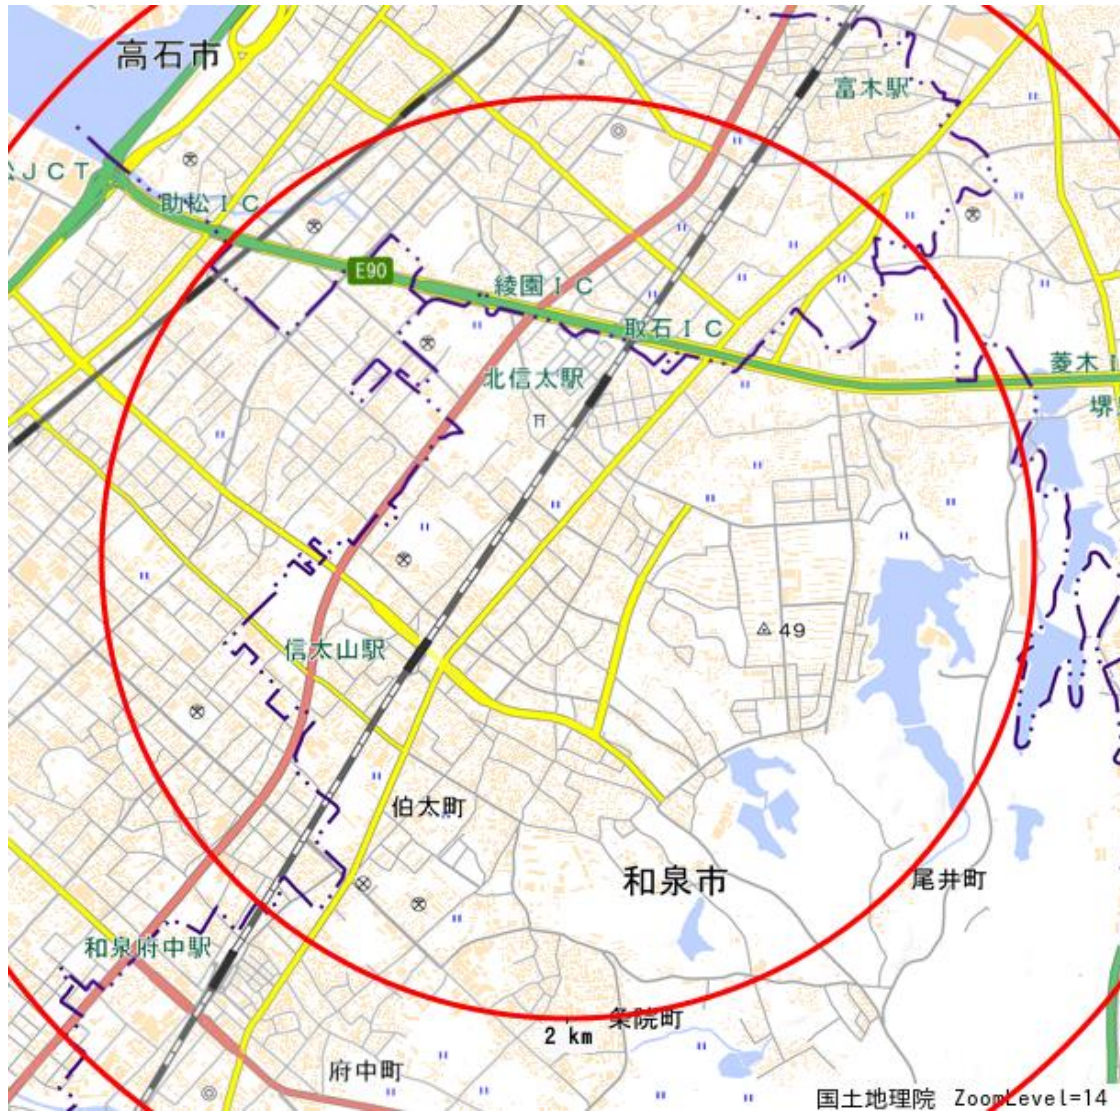 高石市
富木駅
ＪＣＴ
助松ＩＣ
E90
綾園ＩＣ
取石ＩＣ
菱木
北信太駅
堺
49
信太山駅
伯太町
和泉市
尾井町
和泉府中駅
条院町
2 km
府中町
国土地理院 ZoomLevel=14